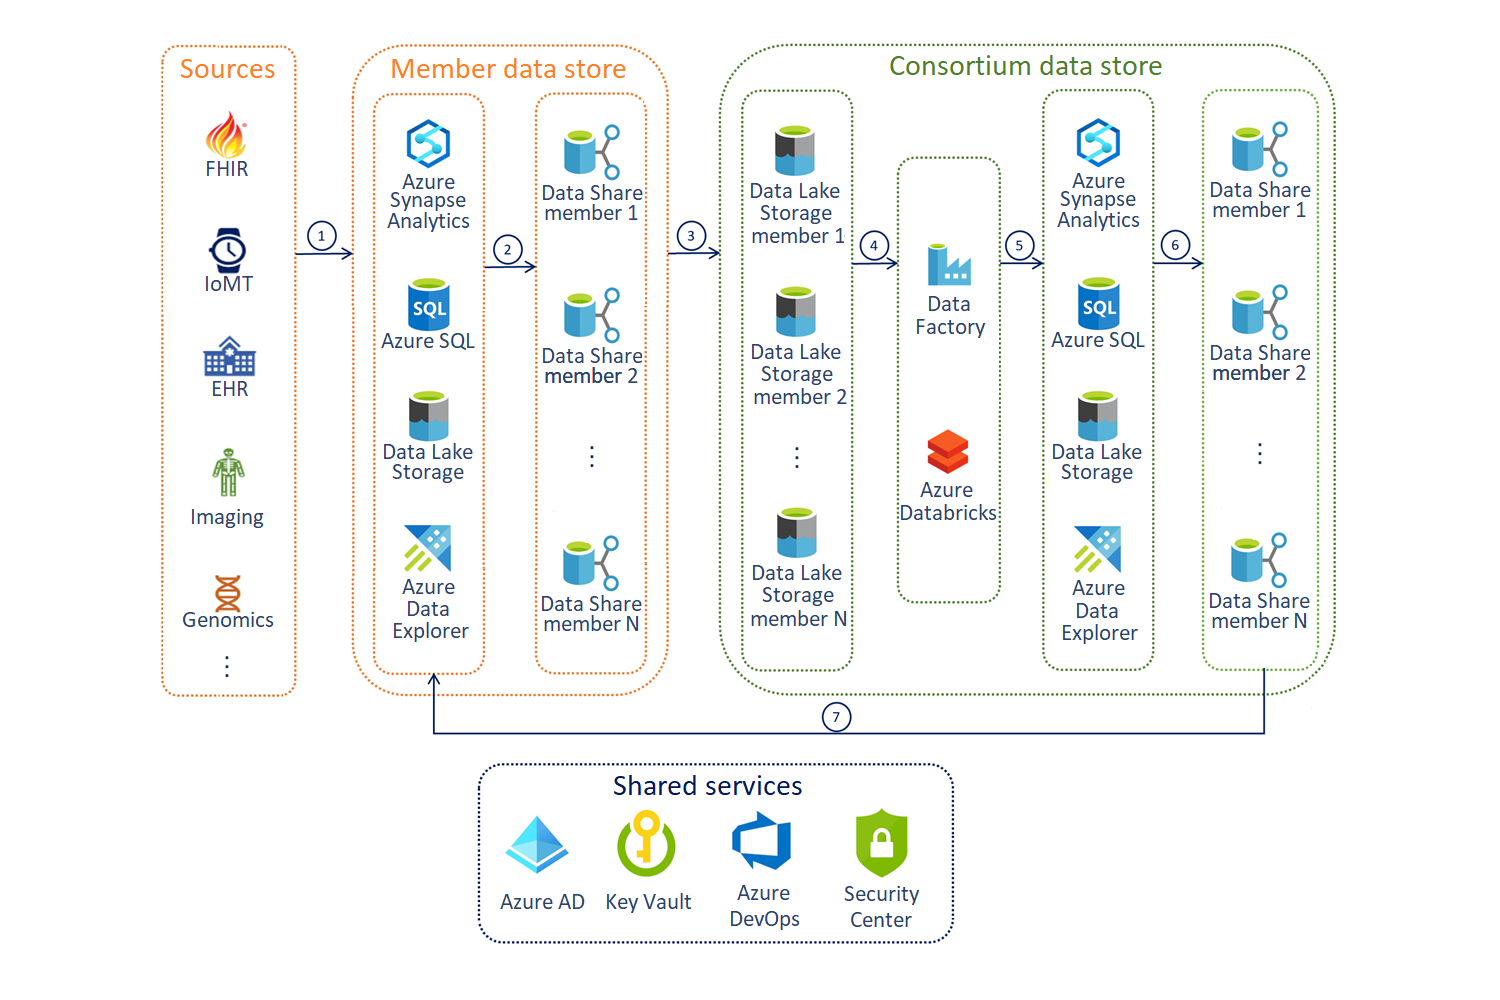 Sources
FHIR
IoMT
EHR
Imaging
Genomics
1
Member data store
Azure
Synapse
Analytics
SQL
Azure SQL
Data Lake
Storage
Azure
Data
Explorer
2
Data Share
member 1
Data Share
member 2
Data Share
member N
3
Consortium data store
Data Lake
Storage
member 1
Data Lake
Storage
member 2
Data Lake
Storage
member N
4
Data
Factory
Azure
Databricks
5
Azure
Synapse
Analytics
SQL
Azure SQL
Data Lake
Storage
Azure
Data
Explorer
6
Data Share
member 1
Data Share
member 2
Data Share
member N
7
Shared services
Azure AD
Key Vault
Azure
DevOps
Security
Center